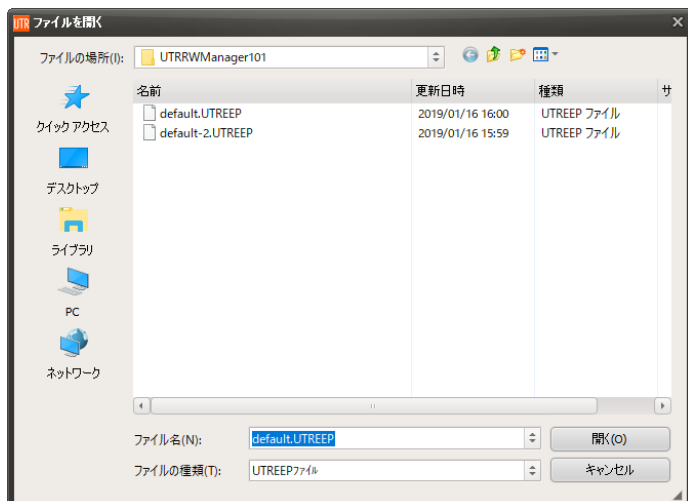 UTR ファイルを開く
ファイルの場所(I): UTRRWManager101
名前 更新日時 種類 サ
default.UTREEP 2019/01/16 16:00 UTREEP ファイル
default-2.UTREEP 2019/01/16 15:59 UTREEP ファイル
クイック アクセス
デスクトップ
ライブラリ
PC
ネットワーク
ファイル名(N): default.UTREEP 開く(O)
ファイルの種類(T): UTREEPファイル キャンセル